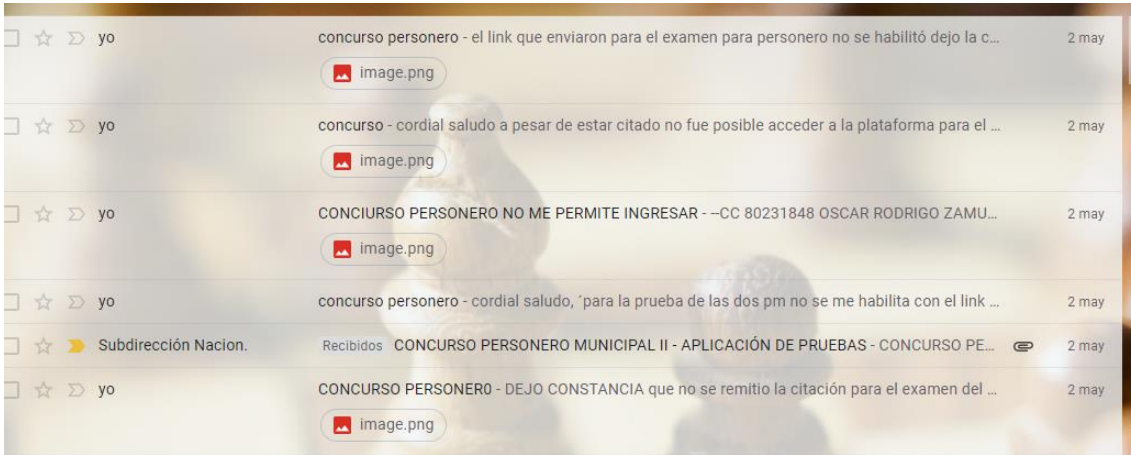 yo concurso personero - el link que enviaron para el examen para personero no se habilitó dejo la c... 2 may
image.png
yo concurso - cordial saludo a pesar de estar citado no fue posible acceder a la plataforma para el ... 2 may
image.png
yo CONCIURSO PERSONERO NO ME PERMITE INGRESAR - --CC 80231848 OSCAR RODRIGO ZAMU... 2 may
image.png
yo concurso personero - cordial saludo, ´para la prueba de las dos pm no se me habilita con el link ... 2 may
Subdirección Nacion. Recibidos CONCURSO PERSONERO MUNICIPAL II - APLICACIÓN DE PRUEBAS - CONCURSO PE... 2 may
yo CONCURSO PERSONER0 - DEJO CONSTANCIA que no se remitio la citación para el examen del ... 2 may
image.png